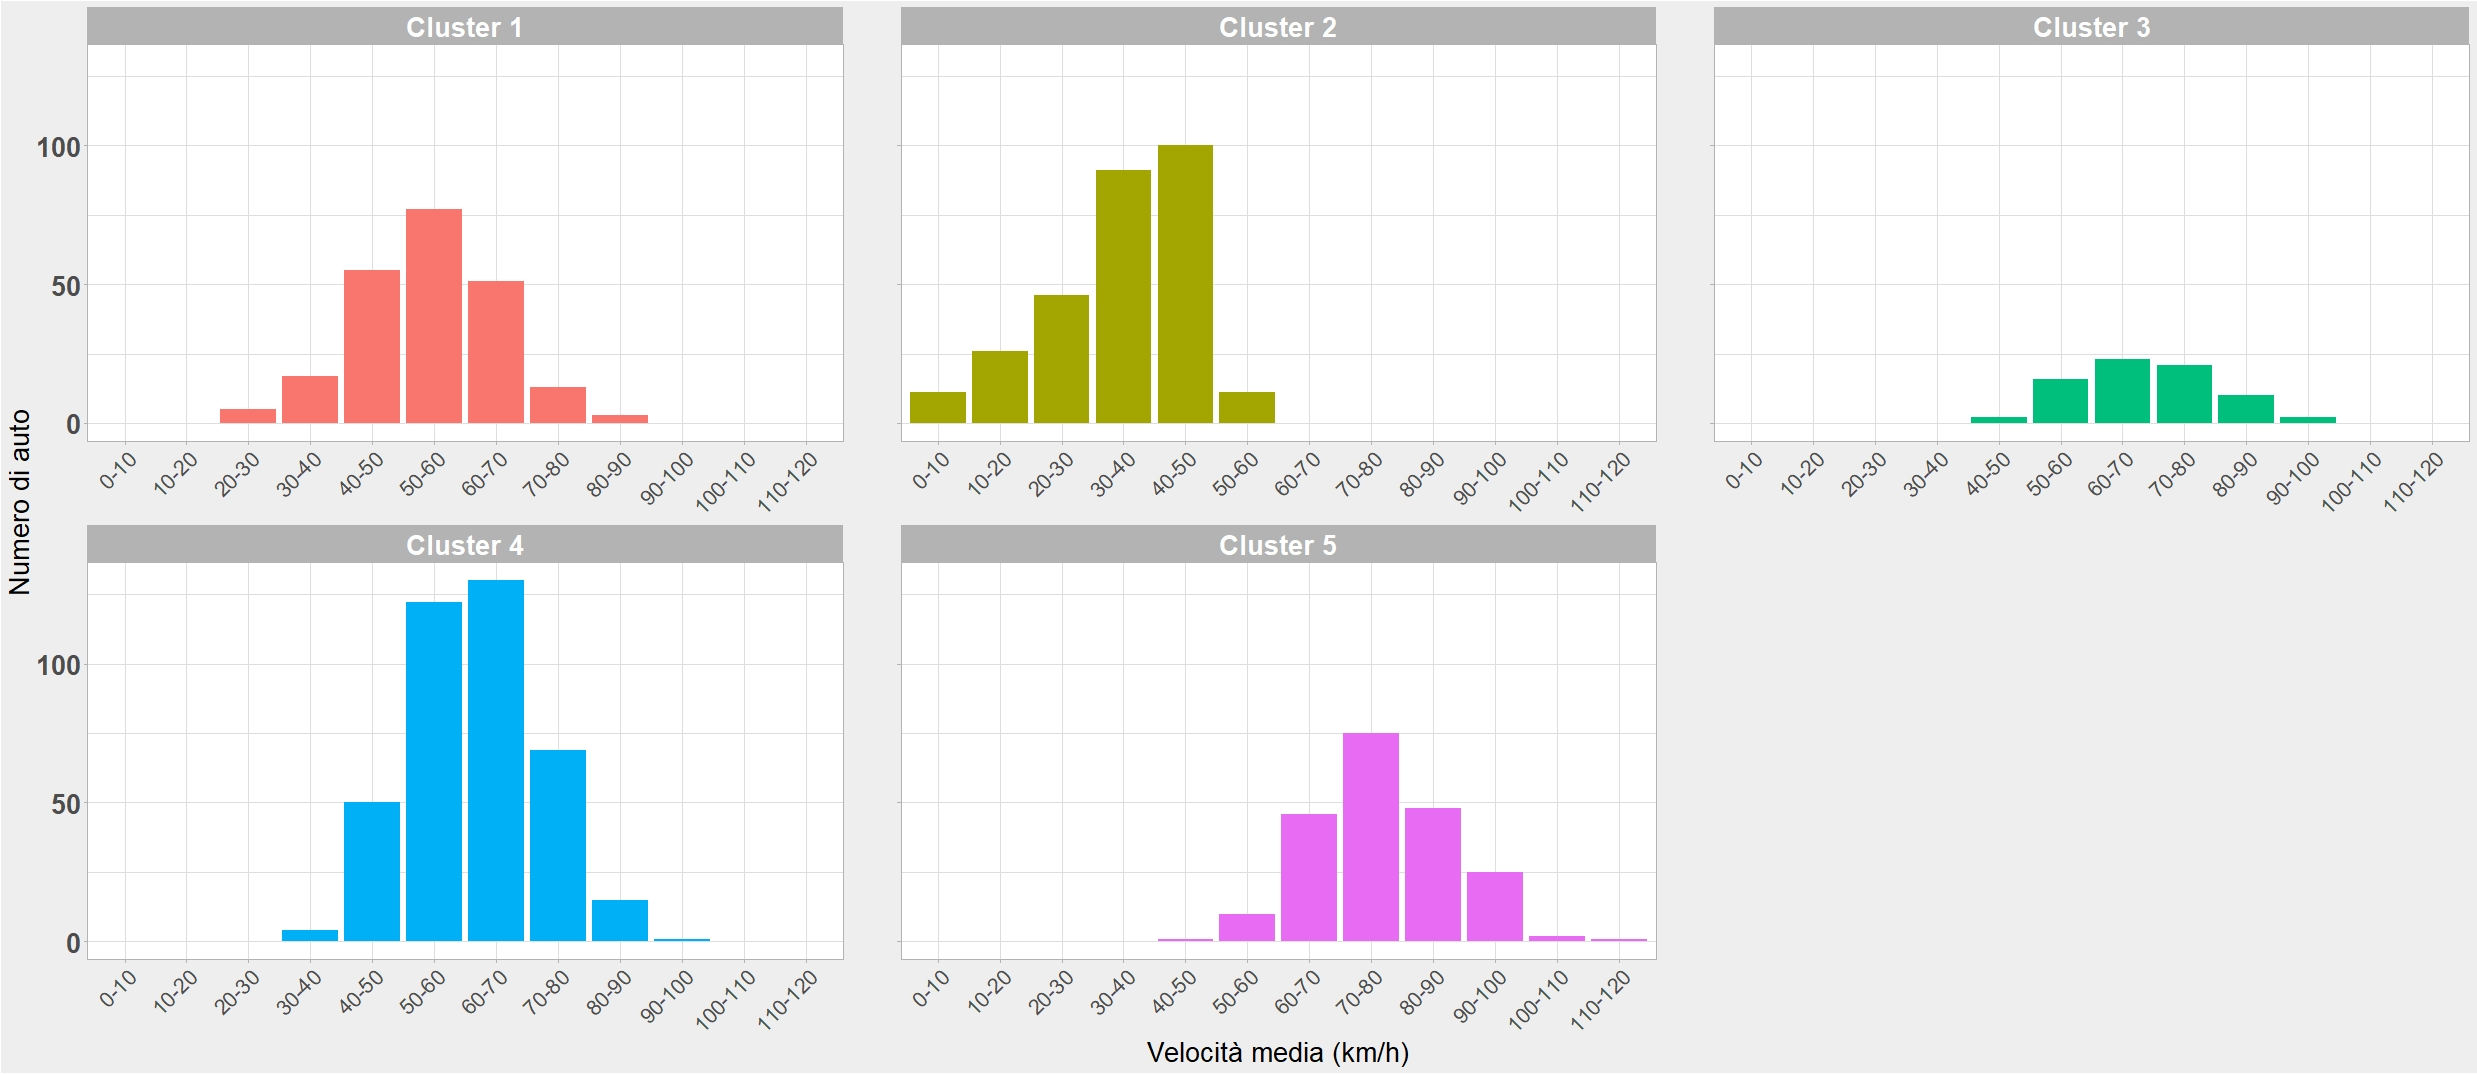 Cluster 1
Cluster 2
Cluster 3
100
50
0
0-10 10-20 20-30 30-40 40-50 50-60 60-70 70-80 80-90 90-100 100-110 110-120
0-10 10-20 20-30 30-40 40-50 50-60 60-70 70-80 80-90 90-100 100-110 110-120
0-10 10-20 20-30 30-40 40-50 50-60 60-70 70-80 80-90 90-100 100-110 110-120
Numero di auto
Cluster 4
Cluster 5
100
50
0
0-10 10-20 20-30 30-40 40-50 50-60 60-70 70-80 80-90 90-100 100-110 110-120
0-10 10-20 20-30 30-40 40-50 50-60 60-70 70-80 80-90 90-100 100-110 110-120
Velocità media (km/h)